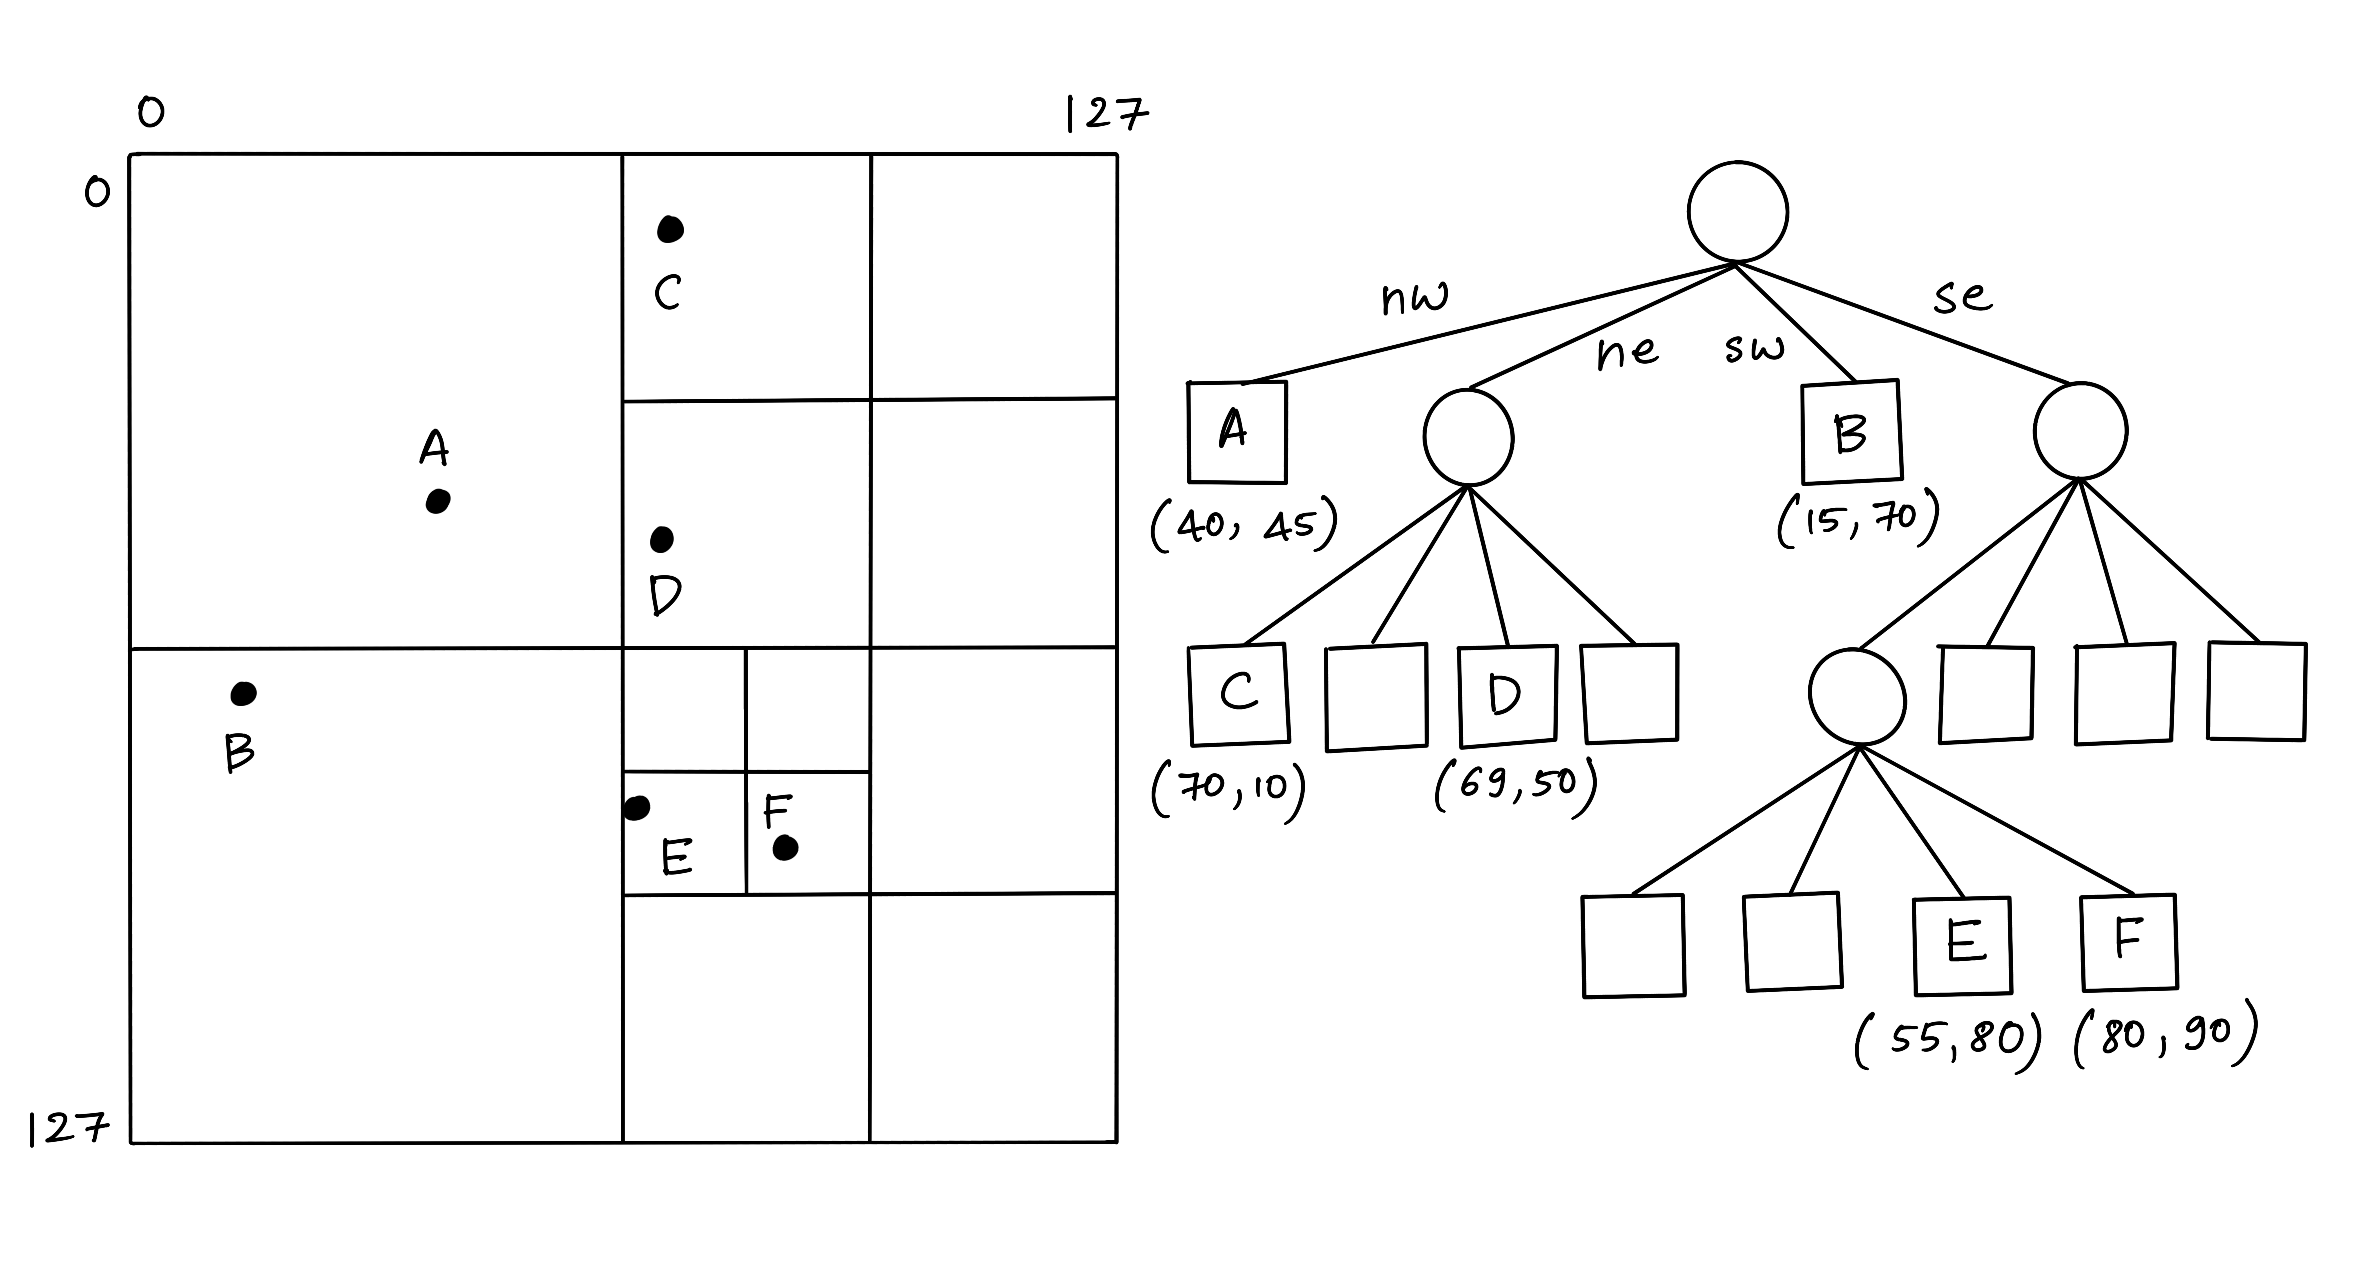 0 127
0
C
A
D
B
F
E
127
nw ne sw se
A B
(40, 45) (15,70)
C D
(70,10) (69,50)
E F
(55,80) (80,90)